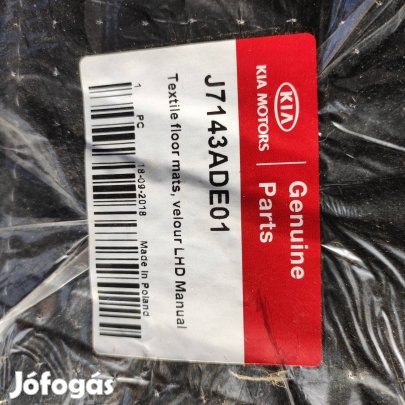 KIA
KIA MOTORS
Genuine
Parts
J7143ADE01
Textile floor mats, velour LHD Manual
1 PC 18-09-2018 Made in Poland
Jófogás